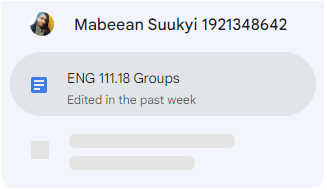 Mabeean Suukyi 1921348642
ENG 111.18 Groups
Edited in the past week